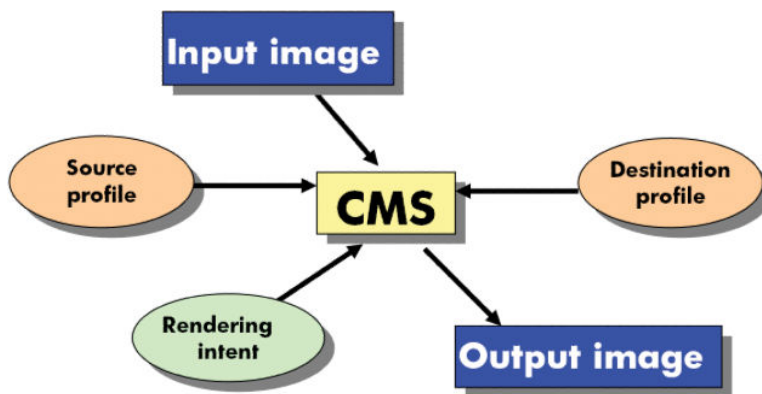 Input image
Source
profile
CMS
Destination
profile
Rendering
intent
Output image